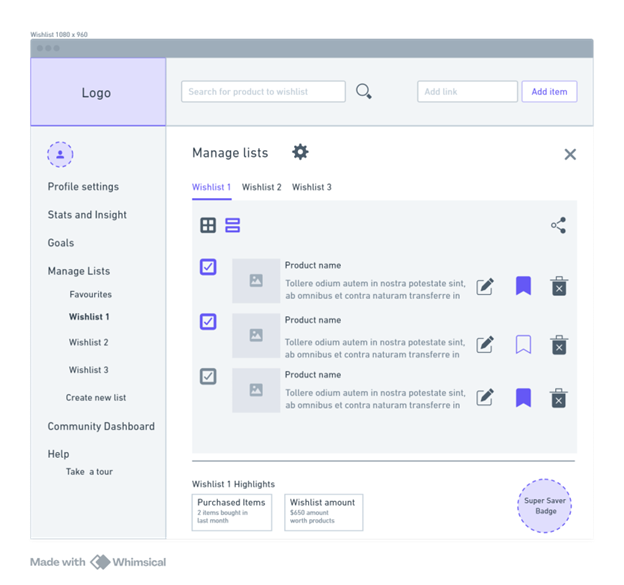 Wishlist 1080 x 960
Logo
Search for product to wishlist
Add link
Add item
Manage lists
Profile settings
Wishlist 1 Wishlist 2 Wishlist 3
Stats and Insight
Goals
Manage Lists
Favourites
Wishlist 1
Wishlist 2
Wishlist 3
Create new list
Community Dashboard
Help
Take a tour
Product name
Tollere odium autem in nostra potestate sint,
ab omnibus et contra naturam transferre in
Product name
Tollere odium autem in nostra potestate sint,
ab omnibus et contra naturam transferre in
Product name
Tollere odium autem in nostra potestate sint,
ab omnibus et contra naturam transferre in
Wishlist 1 Highlights
Purchased Items
2 items bought in
last month
Wishlist amount
$650 amount
worth products
Super Saver
Badge
Made with Whimsical